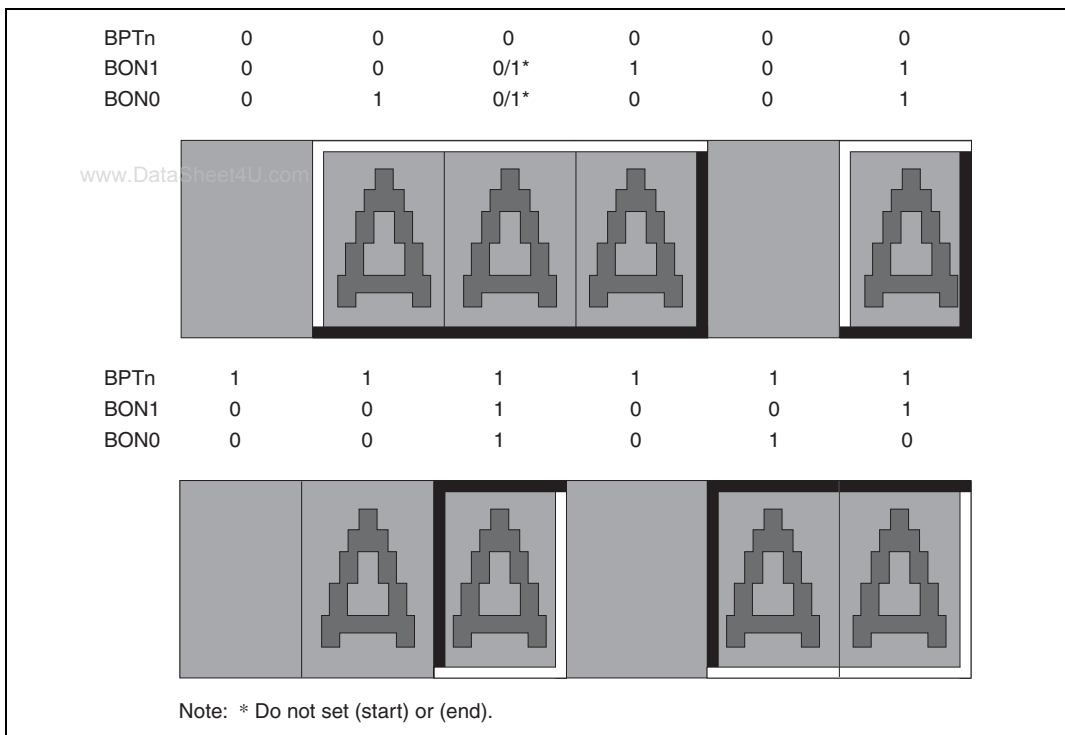 BPTn 0 0 0 0 0 0
BON1 0 0 0/1* 1 0 1
BON0 0 1 0/1* 0 0 1
www.DataSheet4U.com
A A A A
BPTn 1 1 1 1 1 1
BON1 0 0 1 0 0 1
BON0 0 0 1 0 1 0
A A A A
Note: * Do not set (start) or (end).